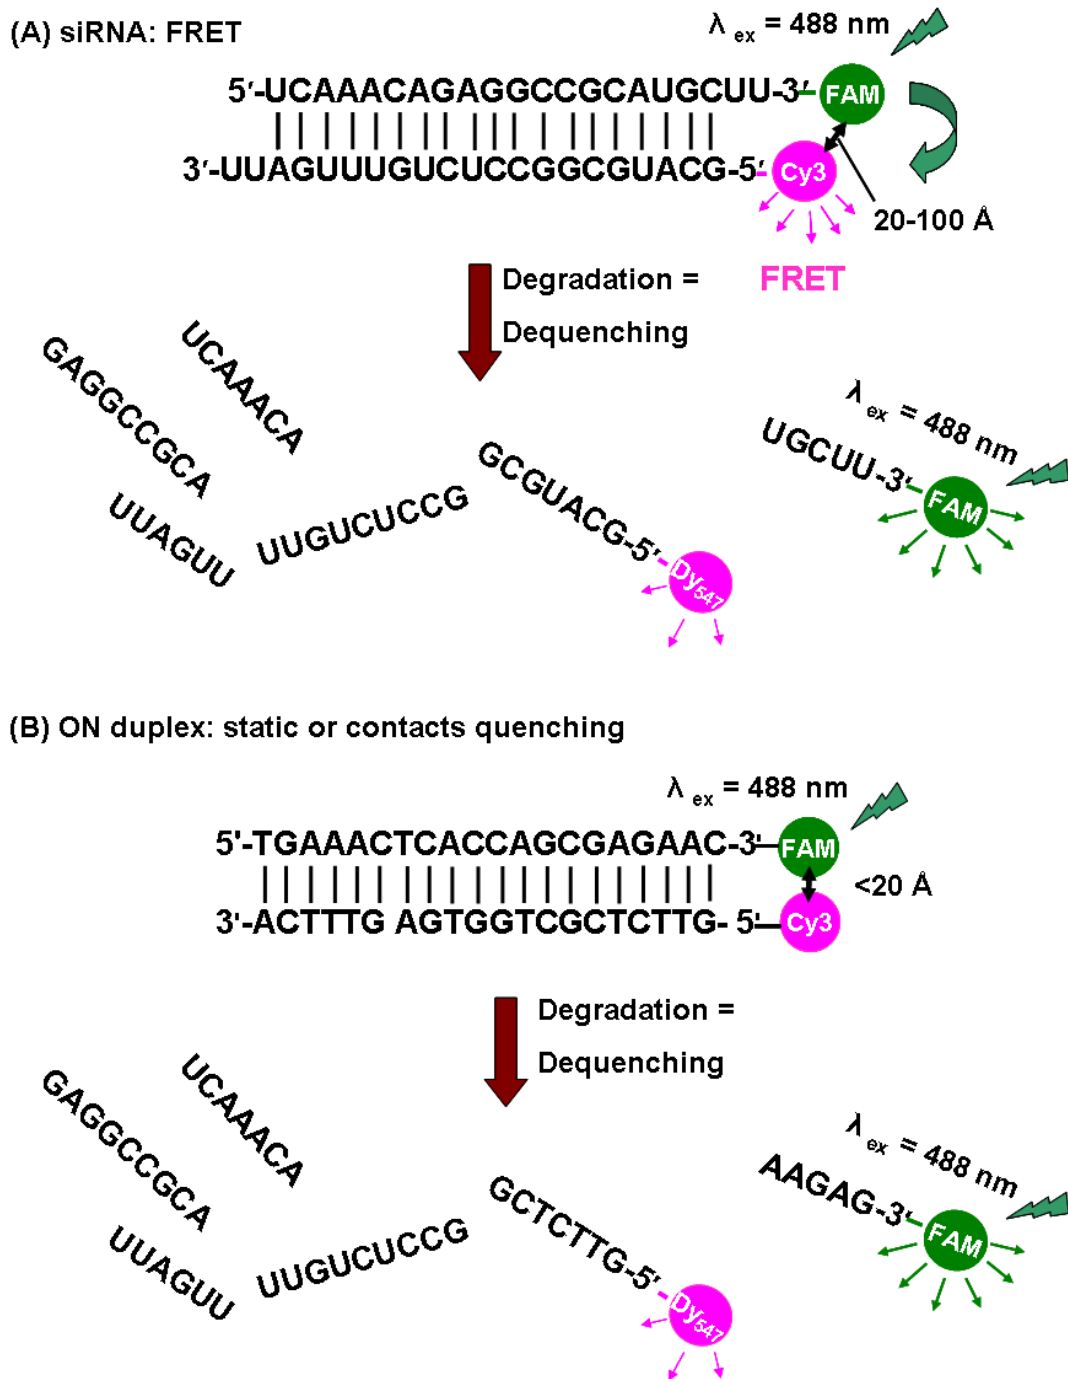 (A) siRNA: FRET
λ ex = 488 nm
5′-UCAAACAGAGGCCGCAUGCUU-3′ FAM
3′-UUAGUUUGUCUCCGGCGUACG-5′ Cy3
20-100 Å
FRET
Degradation =
Dequenching
UCAAACA
GAGGCCGCA
UUAGUU
UUGUCUCCG
GCGUACG-5′ Dy547
λ ex = 488 nm
UGCUU-3′ FAM
(B) ON duplex: static or contacts quenching
λ ex = 488 nm
5'-TGAAACTCACCAGCGAGAAC-3' FAM
<20 Å
3'-ACTTTG AGTGGTCGCTCTTG- 5' Cy3
Degradation =
Dequenching
UCAAACA
GAGGCCGCA
UUAGUU
UUGUCUCCG
GCTCTTG-5′ Dy547
λ ex = 488 nm
AAGAG-3′ FAM